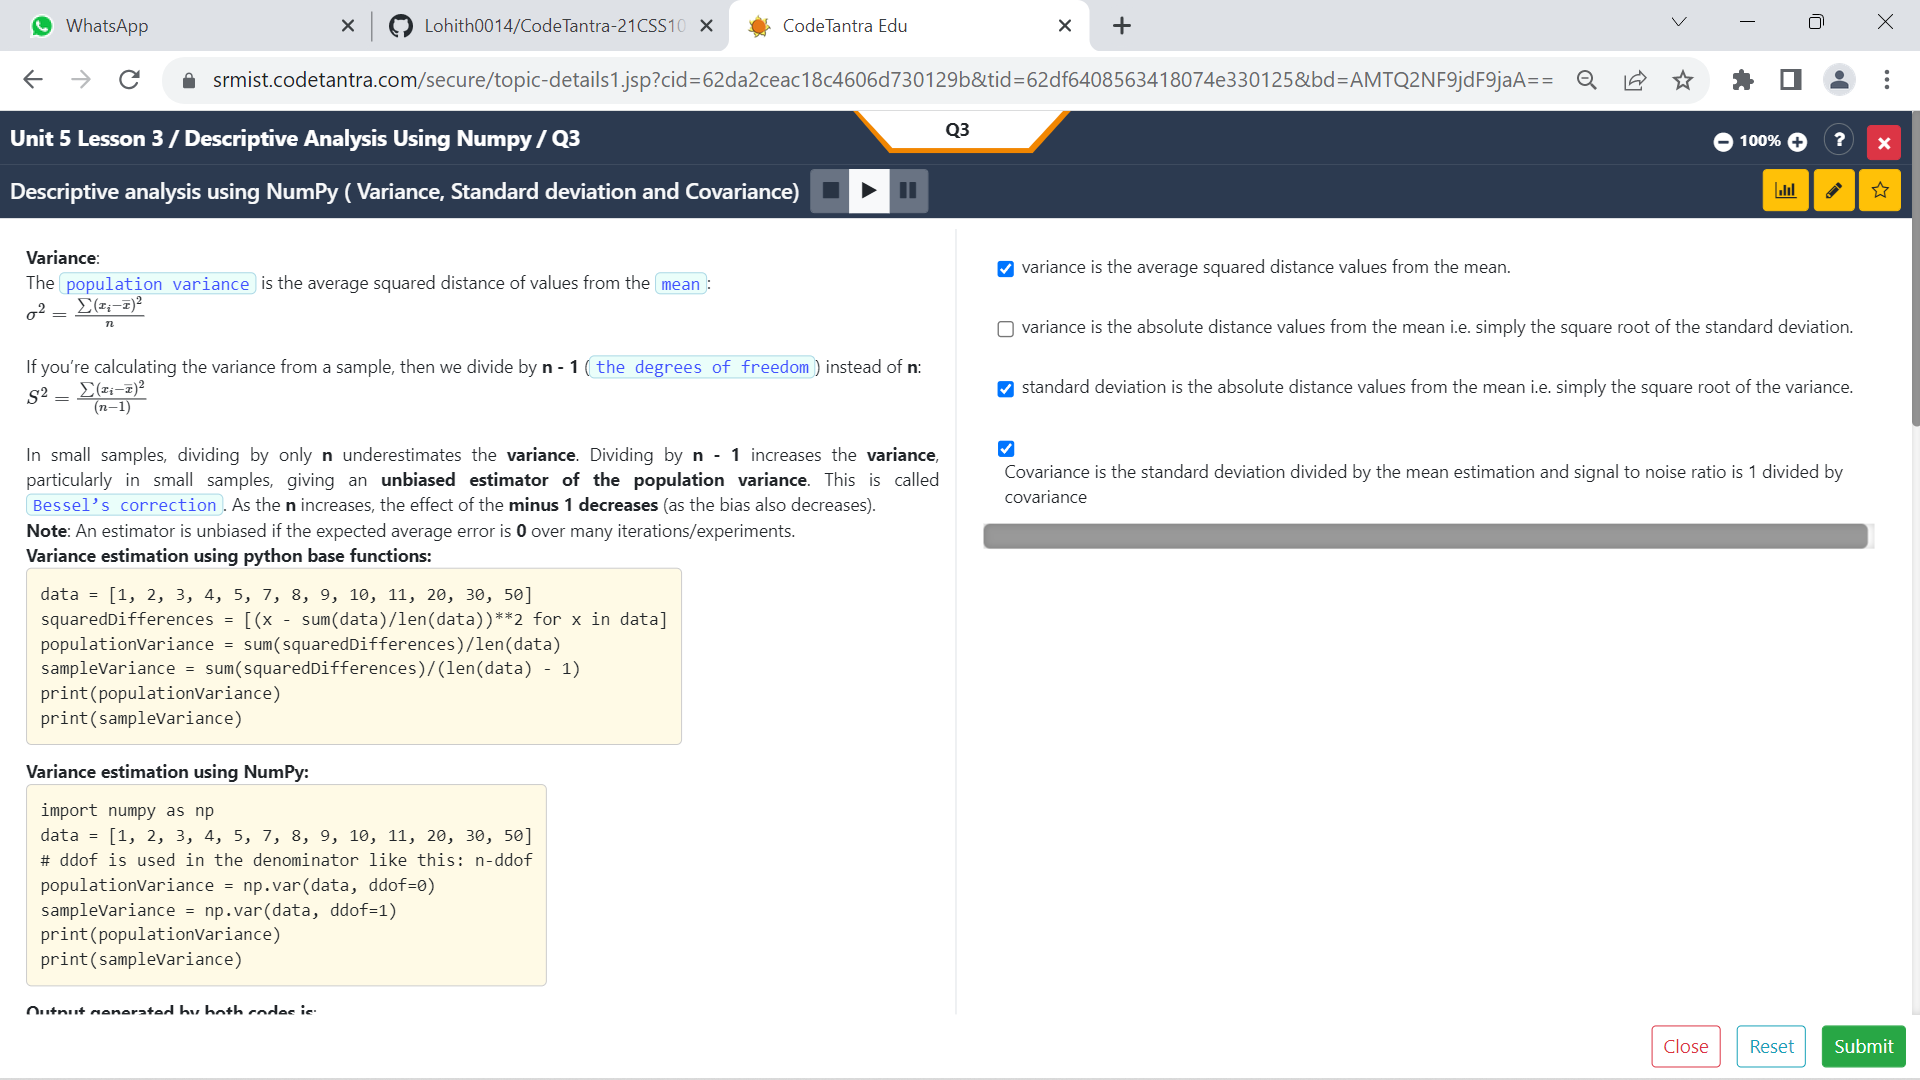 WhatsApp
Lohith0014/CodeTantra-21CSS10
CodeTantra Edu
srmist.codetantra.com/secure/topic-details1.jsp?cid=62da2ceac18c4606d730129b&tid=62df6408563418074e330125&bd=AMTQ2NF9jdF9jaA==
Unit 5 Lesson 3 / Descriptive Analysis Using Numpy / Q3
Q3
100%
?
Descriptive analysis using NumPy ( Variance, Standard deviation and Covariance)
Variance:
The population variance is the average squared distance of values from the mean :
σ² = ∑(xᵢ−x̅)² / n
If you’re calculating the variance from a sample, then we divide by n - 1 ( the degrees of freedom ) instead of n:
S² = ∑(xᵢ−x̅)² / (n−1)
In small samples, dividing by only n underestimates the variance. Dividing by n - 1 increases the variance,
particularly in small samples, giving an unbiased estimator of the population variance. This is called
Bessel’s correction . As the n increases, the effect of the minus 1 decreases (as the bias also decreases).
Note: An estimator is unbiased if the expected average error is 0 over many iterations/experiments.
Variance estimation using python base functions:
data = [1, 2, 3, 4, 5, 7, 8, 9, 10, 11, 20, 30, 50]
squaredDifferences = [(x - sum(data)/len(data))**2 for x in data]
populationVariance = sum(squaredDifferences)/len(data)
sampleVariance = sum(squaredDifferences)/(len(data) - 1)
print(populationVariance)
print(sampleVariance)
Variance estimation using NumPy:
import numpy as np
data = [1, 2, 3, 4, 5, 7, 8, 9, 10, 11, 20, 30, 50]
# ddof is used in the denominator like this: n-ddof
populationVariance = np.var(data, ddof=0)
sampleVariance = np.var(data, ddof=1)
print(populationVariance)
print(sampleVariance)
Output generated by both codes is:
variance is the average squared distance values from the mean.
variance is the absolute distance values from the mean i.e. simply the square root of the standard deviation.
standard deviation is the absolute distance values from the mean i.e. simply the square root of the variance.
Covariance is the standard deviation divided by the mean estimation and signal to noise ratio is 1 divided by
covariance
Close
Reset
Submit